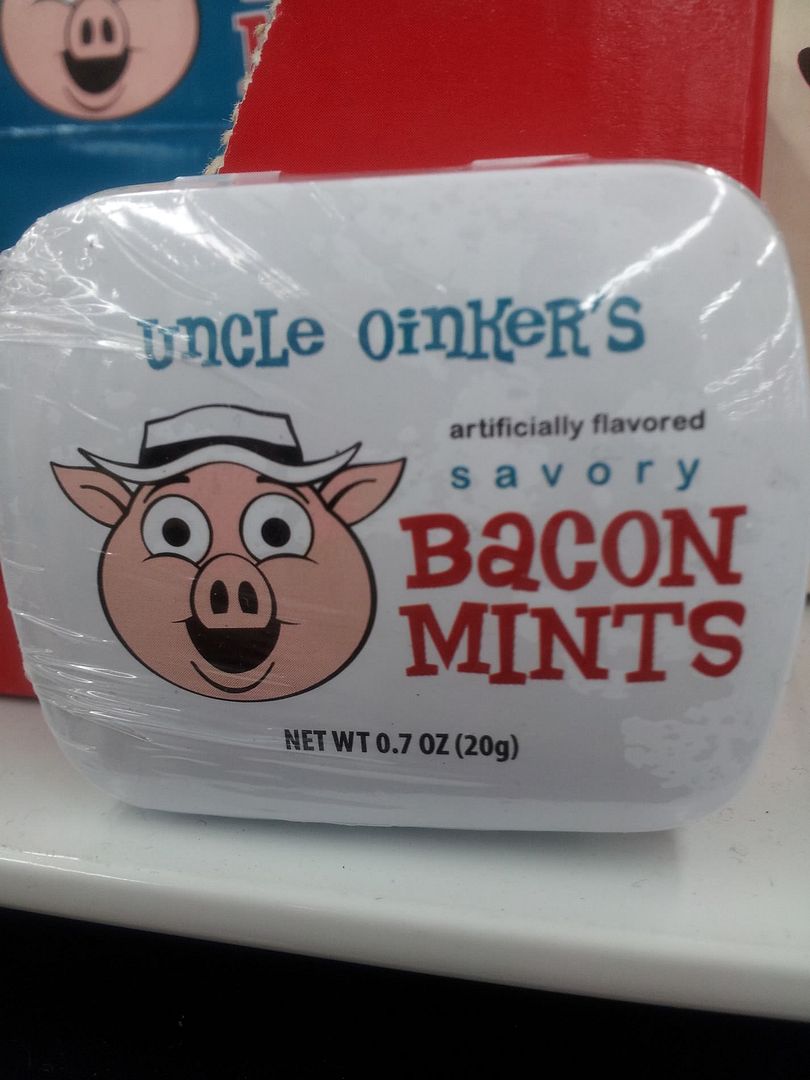 UNCLe OinKeR'S
artificially flavored
savory
BaCON
MINTS
NET WT 0.7 OZ (20g)